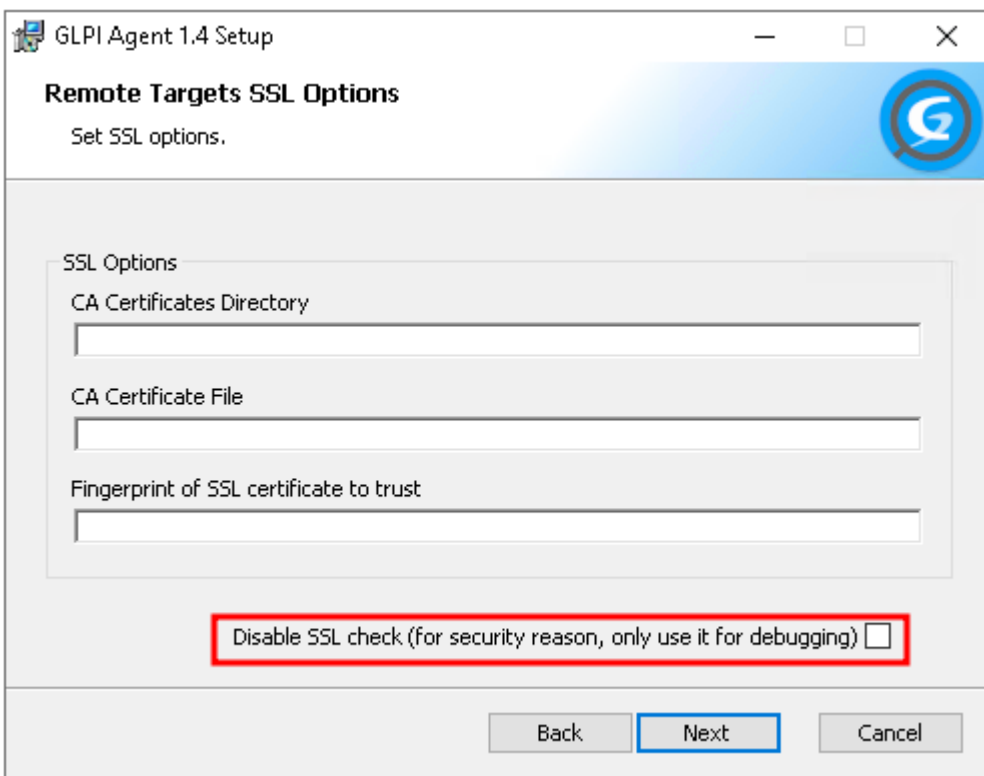 GLPI Agent 1.4 Setup
Remote Targets SSL Options
Set SSL options.
SSL Options
CA Certificates Directory
CA Certificate File
Fingerprint of SSL certificate to trust
Disable SSL check (for security reason, only use it for debugging)
Back Next Cancel